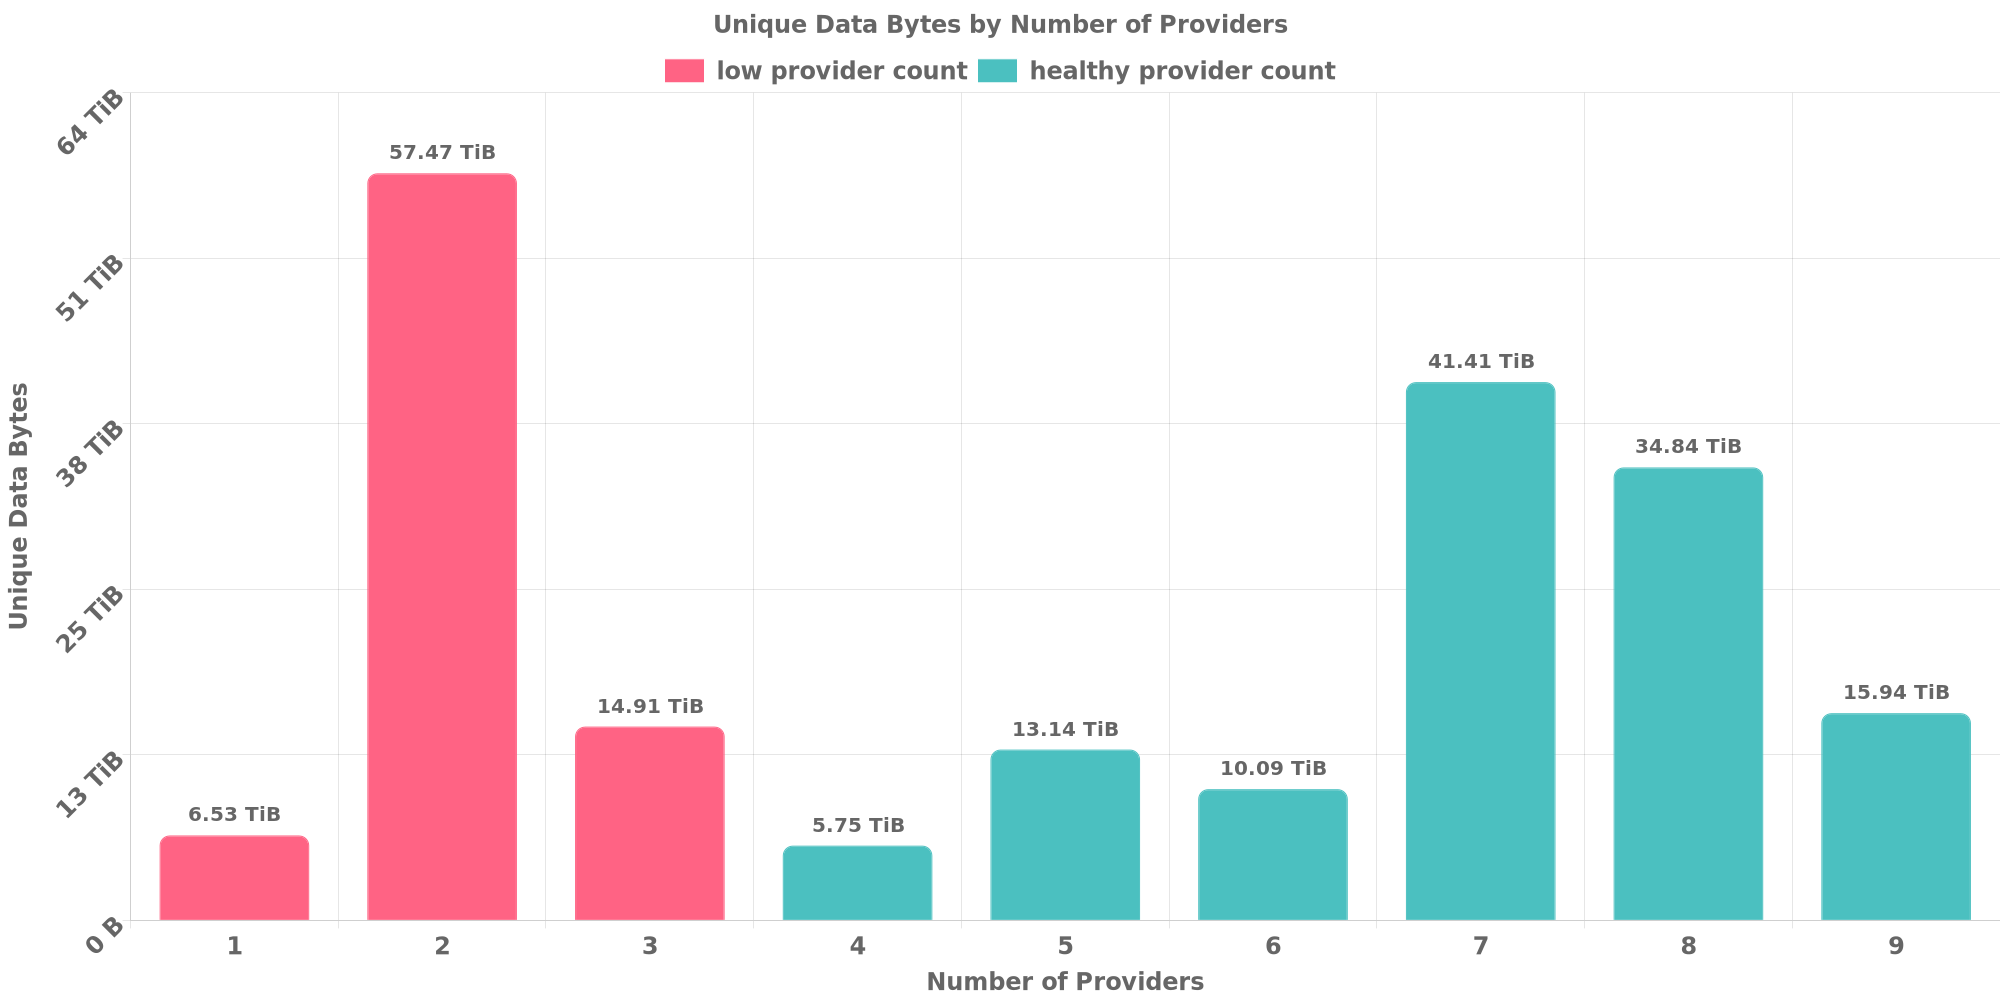 Unique Data Bytes by Number of Providers
low provider count healthy provider count
64 TiB
51 TiB
38 TiB
25 TiB
13 TiB
0 B
Unique Data Bytes
6.53 TiB
57.47 TiB
14.91 TiB
5.75 TiB
13.14 TiB
10.09 TiB
41.41 TiB
34.84 TiB
15.94 TiB
1 2 3 4 5 6 7 8 9
Number of Providers